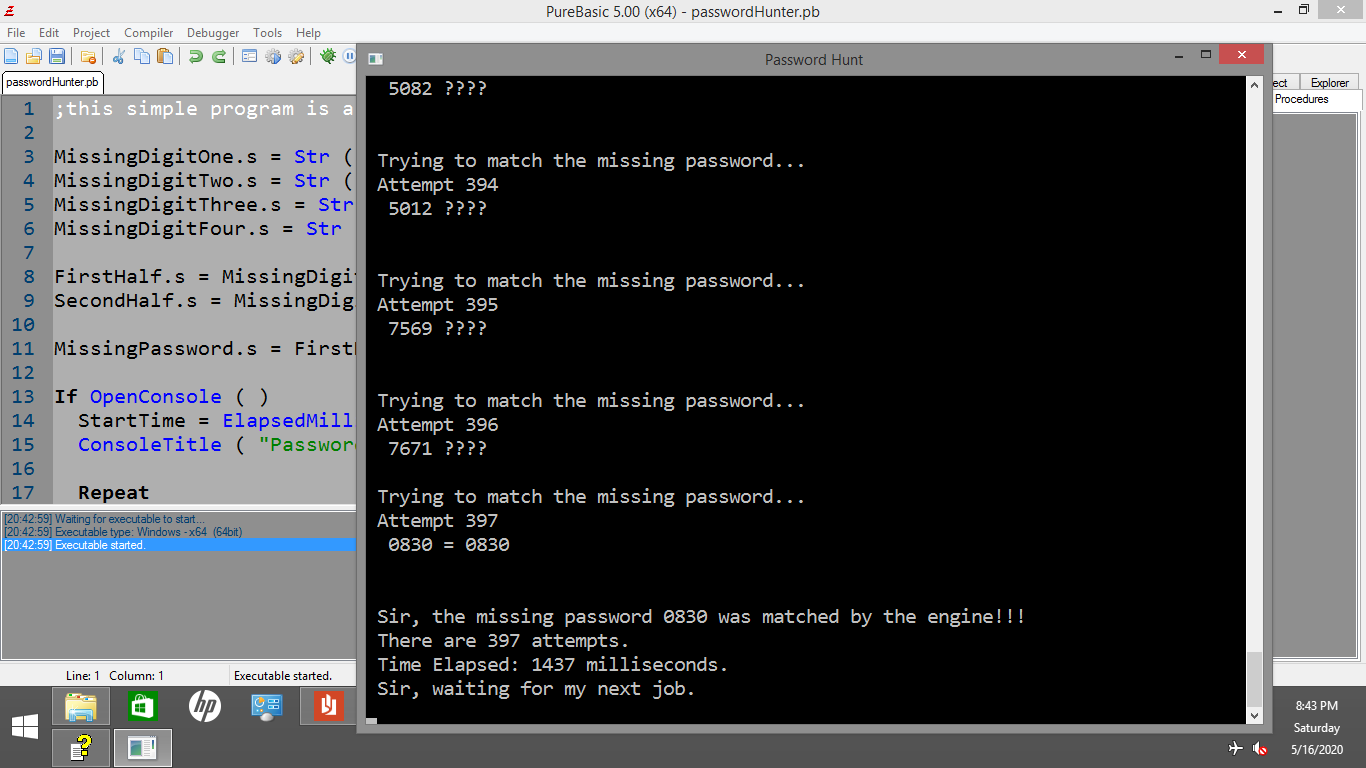 PureBasic 5.00 (x64) - passwordHunter.pb
File Edit Project Compiler Debugger Tools Help
passwordHunter.pb
1 ;this simple program is a
2
3 MissingDigitOne.s = Str (
4 MissingDigitTwo.s = Str (
5 MissingDigitThree.s = Str
6 MissingDigitFour.s = Str
7
8 FirstHalf.s = MissingDigi
9 SecondHalf.s = MissingDig
10
11 MissingPassword.s = First
12
13 If OpenConsole ( )
14 StartTime = ElapsedMill
15 ConsoleTitle ( "Passwor
16
17 Repeat
[20:42:59] Waiting for executable to start...
[20:42:59] Executable type: Windows - x64 (64bit)
[20:42:59] Executable started.
Line: 1 Column: 1 Executable started.
Password Hunt
5082 ????
Trying to match the missing password...
Attempt 394
5012 ????
Trying to match the missing password...
Attempt 395
7569 ????
Trying to match the missing password...
Attempt 396
7671 ????
Trying to match the missing password...
Attempt 397
0830 = 0830
Sir, the missing password 0830 was matched by the engine!!!
There are 397 attempts.
Time Elapsed: 1437 milliseconds.
Sir, waiting for my next job.
ect Explorer
Procedures
hp
8:43 PM
Saturday
5/16/2020